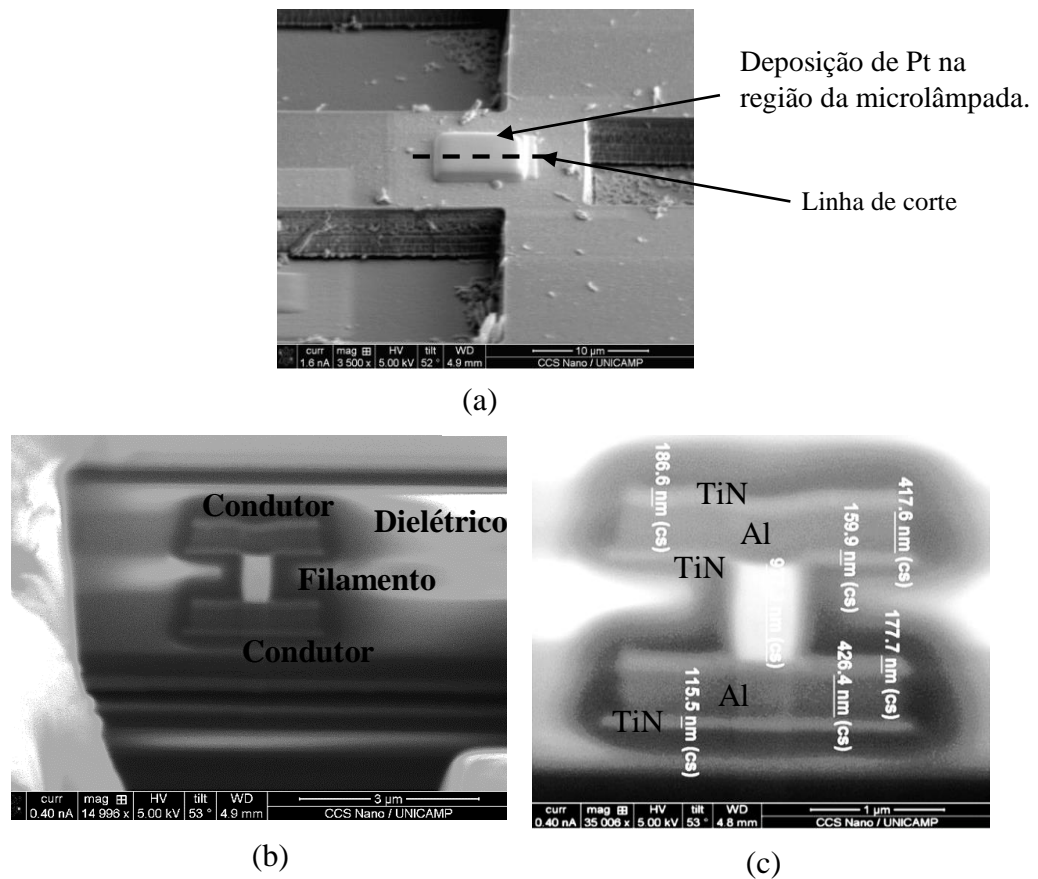 Deposição de Pt na
região da microlâmpada.
Linha de corte
curr mag HV tilt WD 10 µm
1.6 nA 3 500 x 5.00 kV 52 ° 4.9 mm CCS Nano / UNICAMP
(a)
Condutor
Dielétrico
Filamento
Condutor
curr mag HV tilt WD 3 µm
0.40 nA 14 996 x 5.00 kV 53 ° 4.9 mm CCS Nano / UNICAMP
(b)
186.6 nm (cs)
TiN
417.6 nm (cs)
159.9 nm (cs)
Al
TiN
nm (cs)
177.7 nm (cs)
426.4 nm (cs)
115.5 nm (cs)
Al
TiN
curr mag HV tilt WD 1 µm
0.40 nA 35 006 x 5.00 kV 53 ° 4.8 mm CCS Nano / UNICAMP
(c)